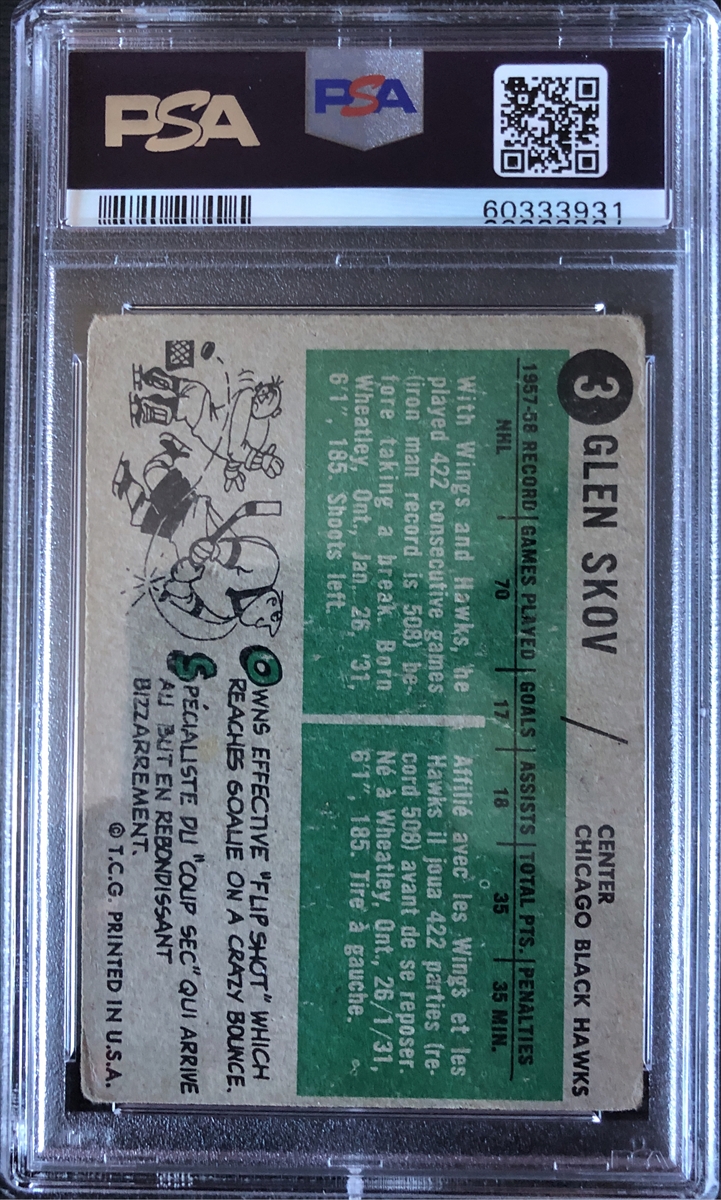 PSA
PSA
60333931
3 GLEN SKOV
CENTER
CHICAGO BLACK HAWKS
1957-58 RECORD GAMES PLAYED GOALS ASSISTS TOTAL PTS. PENALTIES
NHL 70 17 18 35 35 MIN.
With Wings and Hawks, he
played 422 consecutive games
(iron man record is 508) be-
fore taking a break. Born
Wheatley, Ont., Jan. 26, '31,
6'1", 185. Shoots left.
Affilié avec les Wings et les
Hawks il joua 422 parties (re-
cord 508) avant de se reposer.
Né à Wheatley, Ont., 26/1/31,
6'1", 185. Tire à gauche.
OWNS EFFECTIVE "FLIP SHOT" WHICH
REACHES GOALIE ON A CRAZY BOUNCE.
SPÉCIALISTE DU "COUP SEC" QUI ARRIVE
AU BUT EN REBONDISSANT
BIZZARREMENT.
© T.C.G. PRINTED IN U.S.A.